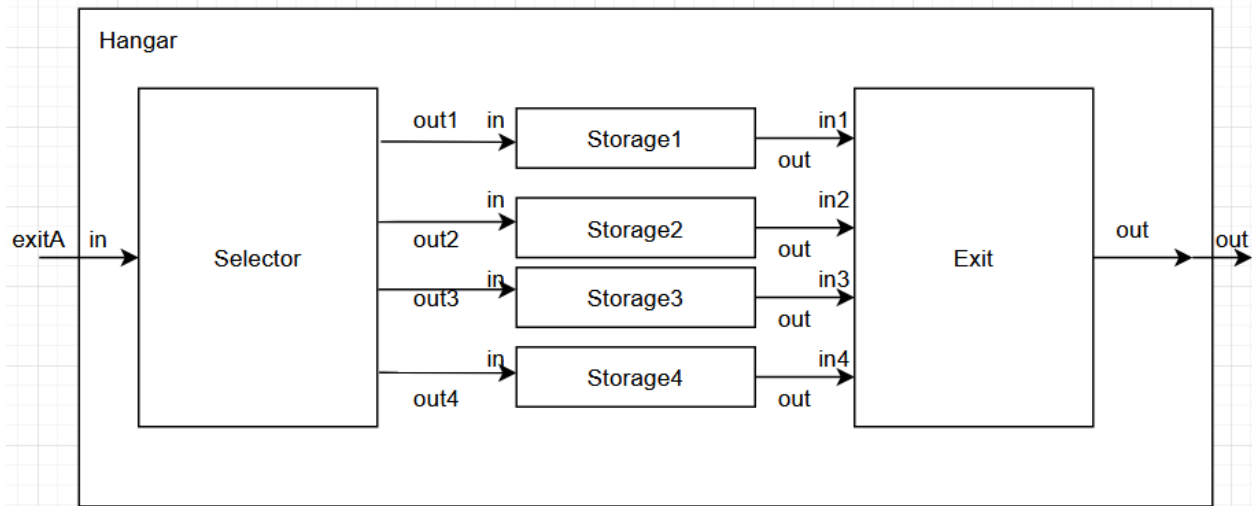 Hangar
out1 in
Storage1
in1
out
in
Storage2
in2
out2
out
exitA in
Selector
Exit
out
out
in
Storage3
in3
out3
out
in
Storage4
in4
out4
out